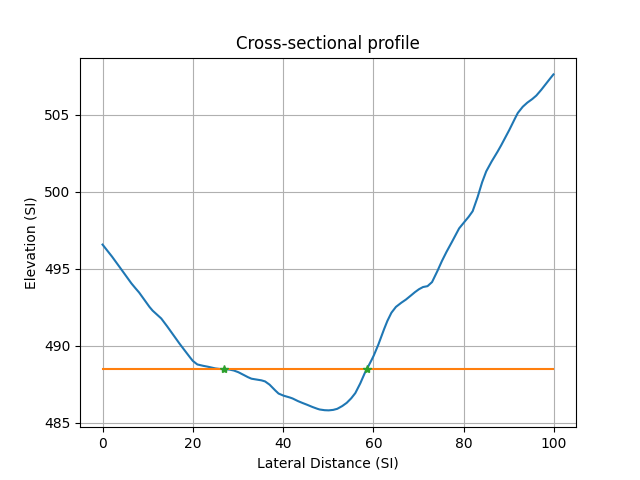 Cross-sectional profile
505
500
495
490
485
Elevation (SI)
0 20 40 60 80 100
Lateral Distance (SI)